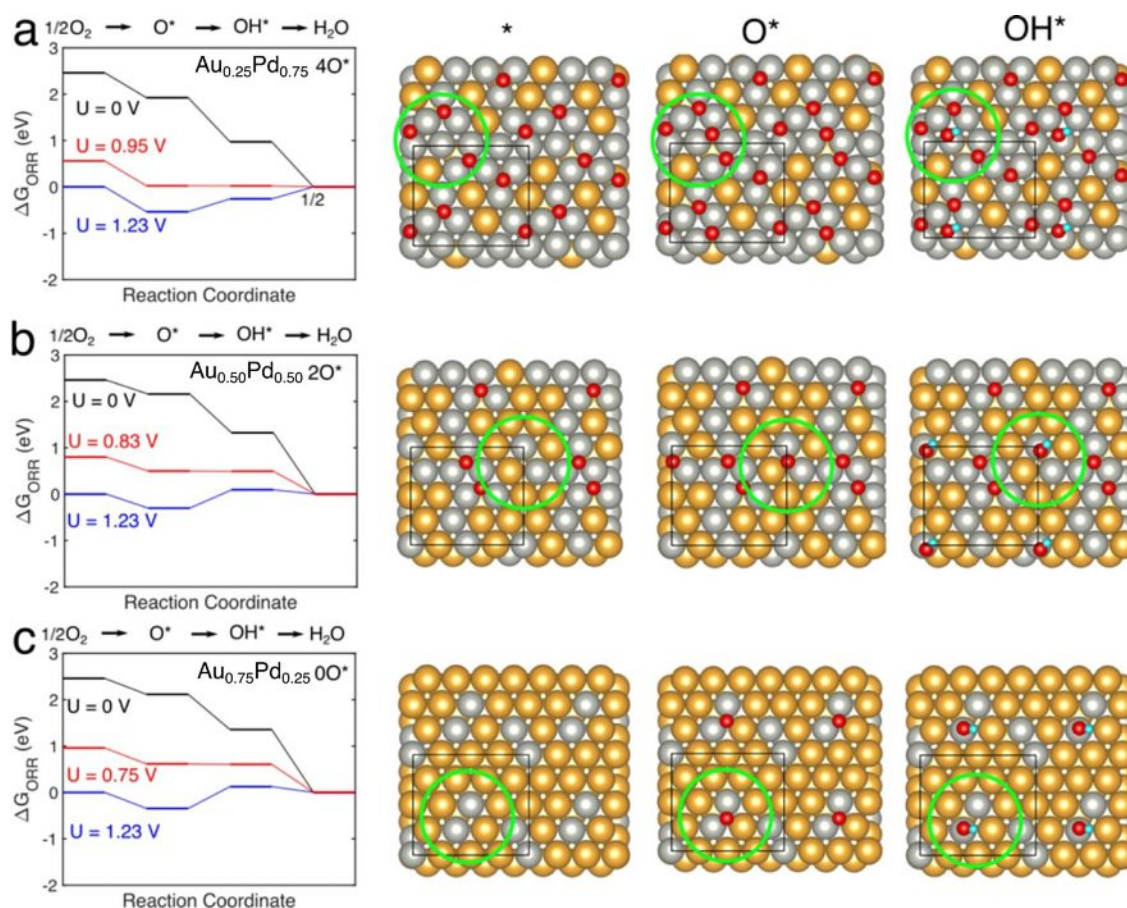 a
1/2O₂ → O* → OH* → H₂O
* O* OH*
Au₀.₂₅Pd₀.₇₅ 4O*
3
2
1
0
-1
-2
ΔG_ORR (eV)
U = 0 V
U = 0.95 V
U = 1.23 V
1/2
Reaction Coordinate
b
1/2O₂ → O* → OH* → H₂O
Au₀.₅₀Pd₀.₅₀ 2O*
3
2
1
0
-1
-2
ΔG_ORR (eV)
U = 0 V
U = 0.83 V
U = 1.23 V
Reaction Coordinate
c
1/2O₂ → O* → OH* → H₂O
Au₀.₇₅Pd₀.₂₅ 0O*
3
2
1
0
-1
-2
ΔG_ORR (eV)
U = 0 V
U = 0.75 V
U = 1.23 V
Reaction Coordinate